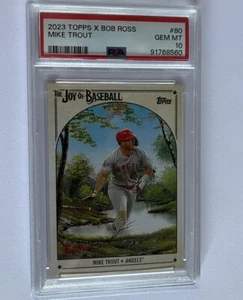 2023 TOPPS X BOB ROSS #80
MIKE TROUT GEM MT
10
PSA 91768560
The JOY OF BASEBALL
Topps
ANGELS
MIKE TROUT • ANGELS